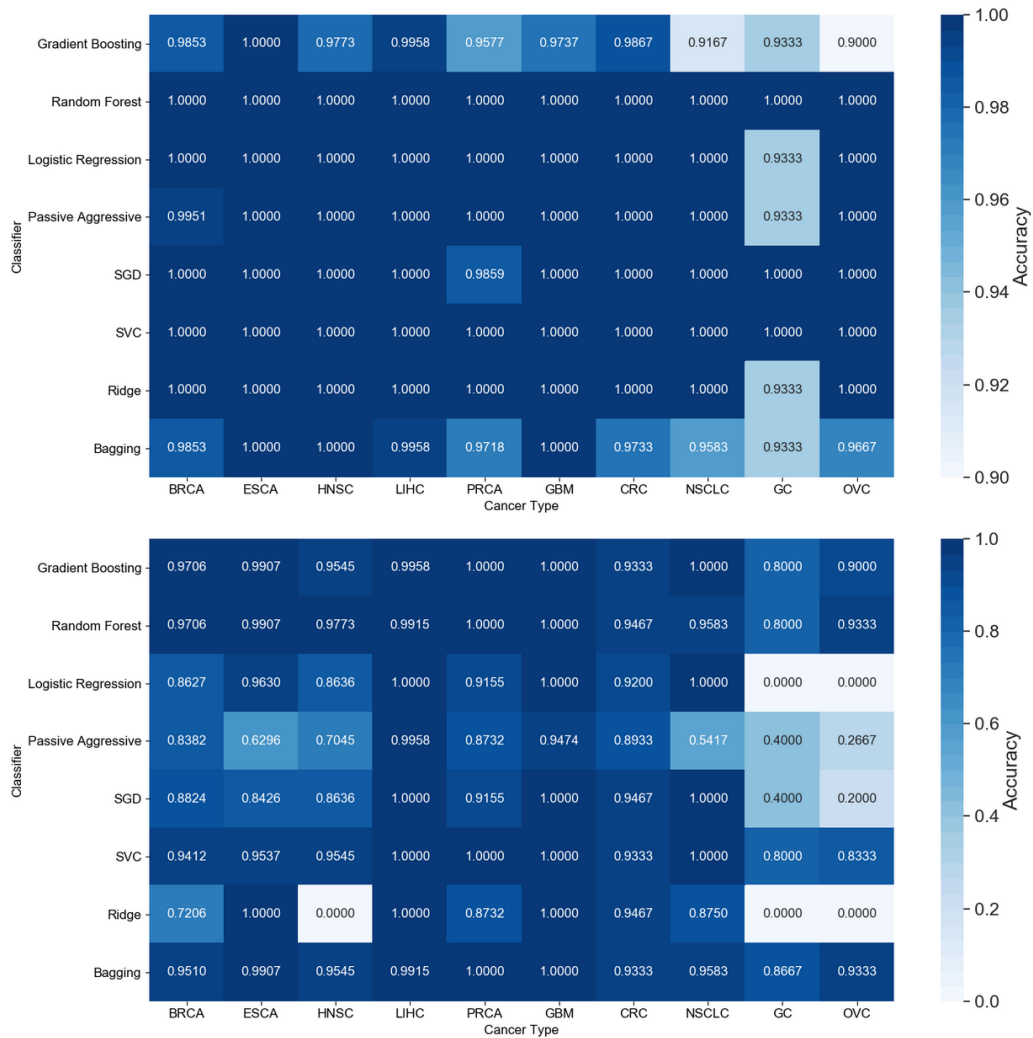 1.00
Gradient Boosting 0.9853 1.0000 0.9773 0.9958 0.9577 0.9737 0.9867 0.9167 0.9333 0.9000
Random Forest 1.0000 1.0000 1.0000 1.0000 1.0000 1.0000 1.0000 1.0000 1.0000 1.0000
0.98
Logistic Regression 1.0000 1.0000 1.0000 1.0000 1.0000 1.0000 1.0000 1.0000 0.9333 1.0000
0.96
Passive Aggressive 0.9951 1.0000 1.0000 1.0000 1.0000 1.0000 1.0000 1.0000 0.9333 1.0000
Classifier
Accuracy
SGD 1.0000 1.0000 1.0000 1.0000 0.9859 1.0000 1.0000 1.0000 1.0000 1.0000
0.94
SVC 1.0000 1.0000 1.0000 1.0000 1.0000 1.0000 1.0000 1.0000 1.0000 1.0000
0.92
Ridge 1.0000 1.0000 1.0000 1.0000 1.0000 1.0000 1.0000 1.0000 0.9333 1.0000
Bagging 0.9853 1.0000 1.0000 0.9958 0.9718 1.0000 0.9733 0.9583 0.9333 0.9667
0.90
BRCA ESCA HNSC LIHC PRCA GBM CRC NSCLC GC OVC
Cancer Type
1.0
Gradient Boosting 0.9706 0.9907 0.9545 0.9958 1.0000 1.0000 0.9333 1.0000 0.8000 0.9000
Random Forest 0.9706 0.9907 0.9773 0.9915 1.0000 1.0000 0.9467 0.9583 0.8000 0.9333
0.8
Logistic Regression 0.8627 0.9630 0.8636 1.0000 0.9155 1.0000 0.9200 1.0000 0.0000 0.0000
0.6
Passive Aggressive 0.8382 0.6296 0.7045 0.9958 0.8732 0.9474 0.8933 0.5417 0.4000 0.2667
Classifier
Accuracy
SGD 0.8824 0.8426 0.8636 1.0000 0.9155 1.0000 0.9467 1.0000 0.4000 0.2000
0.4
SVC 0.9412 0.9537 0.9545 1.0000 1.0000 1.0000 0.9333 1.0000 0.8000 0.8333
0.2
Ridge 0.7206 1.0000 0.0000 1.0000 0.8732 1.0000 0.9467 0.8750 0.0000 0.0000
Bagging 0.9510 0.9907 0.9545 0.9915 1.0000 1.0000 0.9333 0.9583 0.8667 0.9333
0.0
BRCA ESCA HNSC LIHC PRCA GBM CRC NSCLC GC OVC
Cancer Type